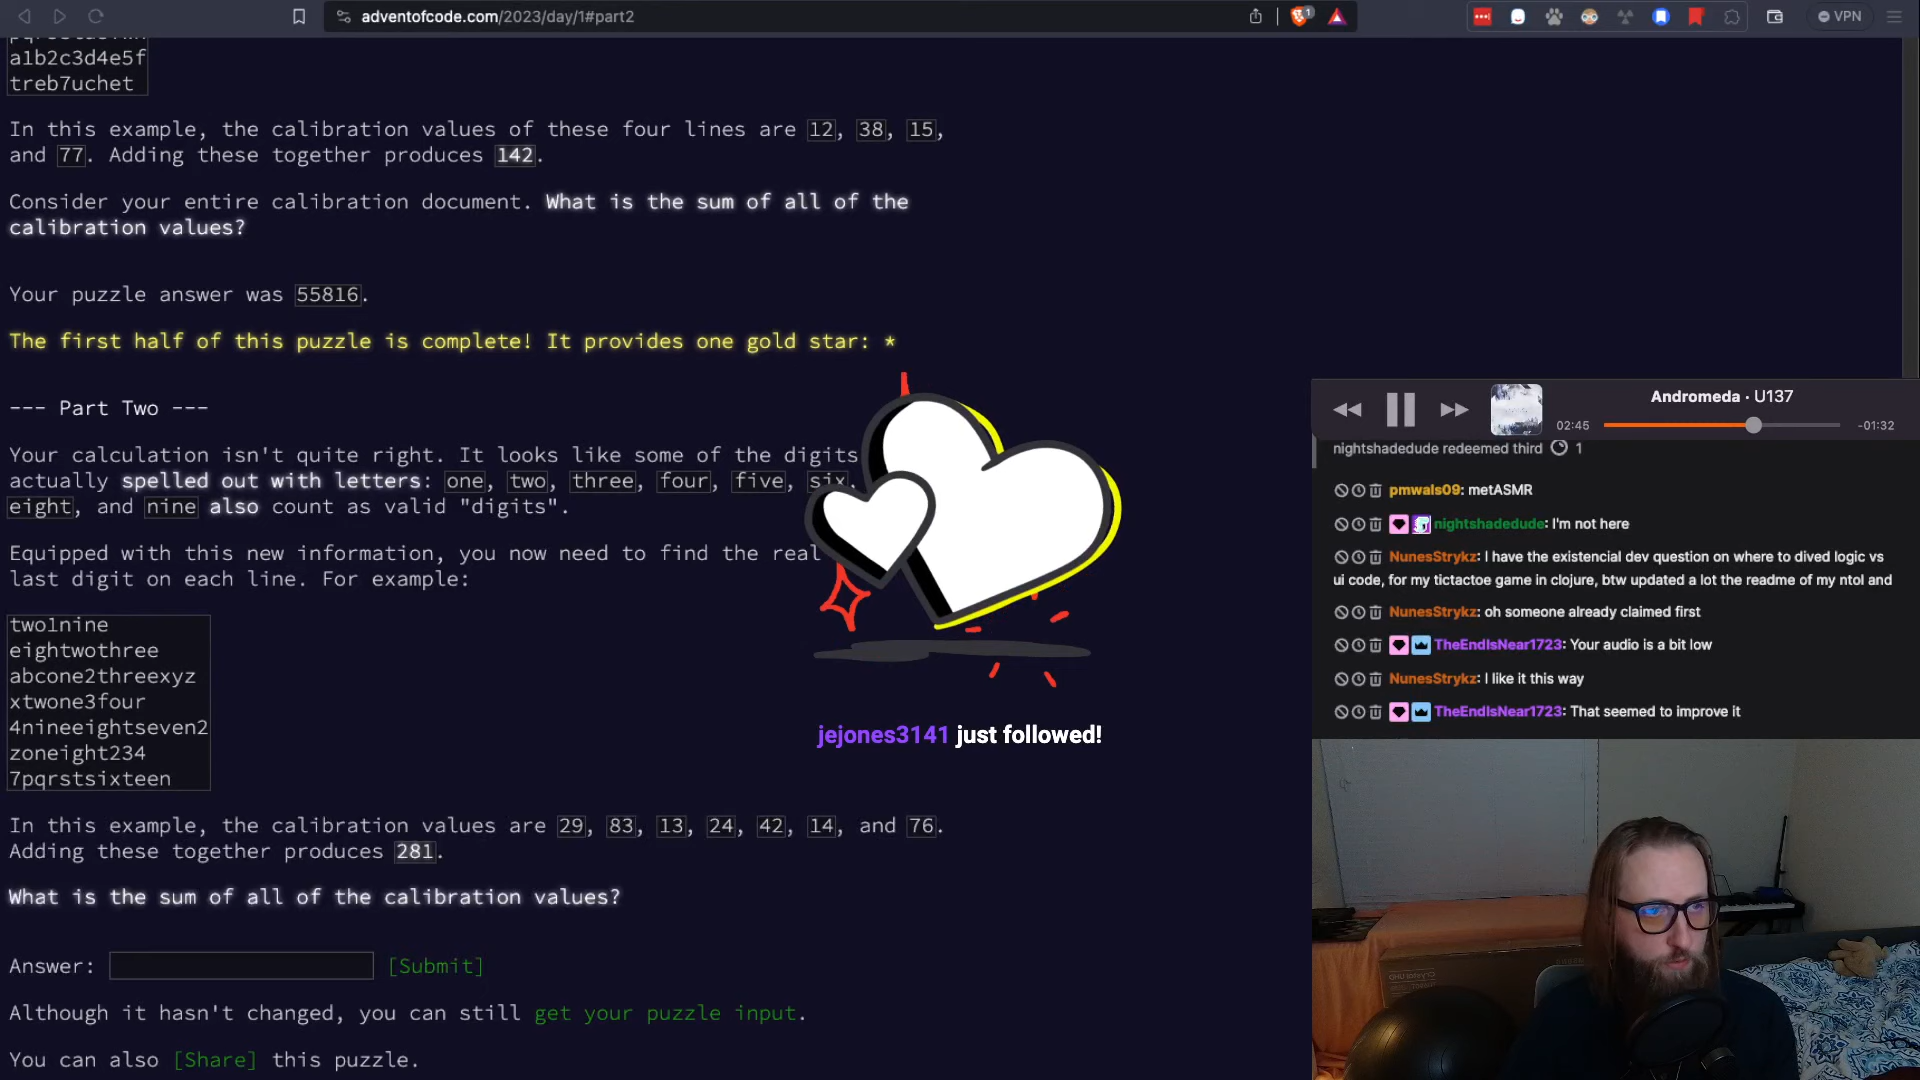 adventofcode.com/2023/day/1#part2
1
VPN
a1b2c3d4e5f
treb7uchet
In this example, the calibration values of these four lines are 12, 38, 15,
and 77. Adding these together produces 142.
Consider your entire calibration document. What is the sum of all of the
calibration values?
Your puzzle answer was 55816.
The first half of this puzzle is complete! It provides one gold star: *
--- Part Two ---
Your calculation isn't quite right. It looks like some of the digits
actually spelled out with letters: one, two, three, four, five, six,
eight, and nine also count as valid "digits".
Equipped with this new information, you now need to find the real
last digit on each line. For example:
two1nine
eightwothree
abcone2threexyz
xtwone3four
4nineeightseven2
zoneight234
7pqrstsixteen
In this example, the calibration values are 29, 83, 13, 24, 42, 14, and 76.
Adding these together produces 281.
What is the sum of all of the calibration values?
Answer: [Submit]
Although it hasn't changed, you can still get your puzzle input.
You can also [Share] this puzzle.
jejones3141 just followed!
Andromeda · U137
02:45
-01:32
nightshadedude redeemed third 1
pmwals09: metASMR
nightshadedude: I'm not here
NunesStrykz: I have the existencial dev question on where to dived logic vs
ui code, for my tictactoe game in clojure, btw updated a lot the readme of my ntol and
NunesStrykz: oh someone already claimed first
TheEndIsNear1723: Your audio is a bit low
NunesStrykz: I like it this way
TheEndIsNear1723: That seemed to improve it